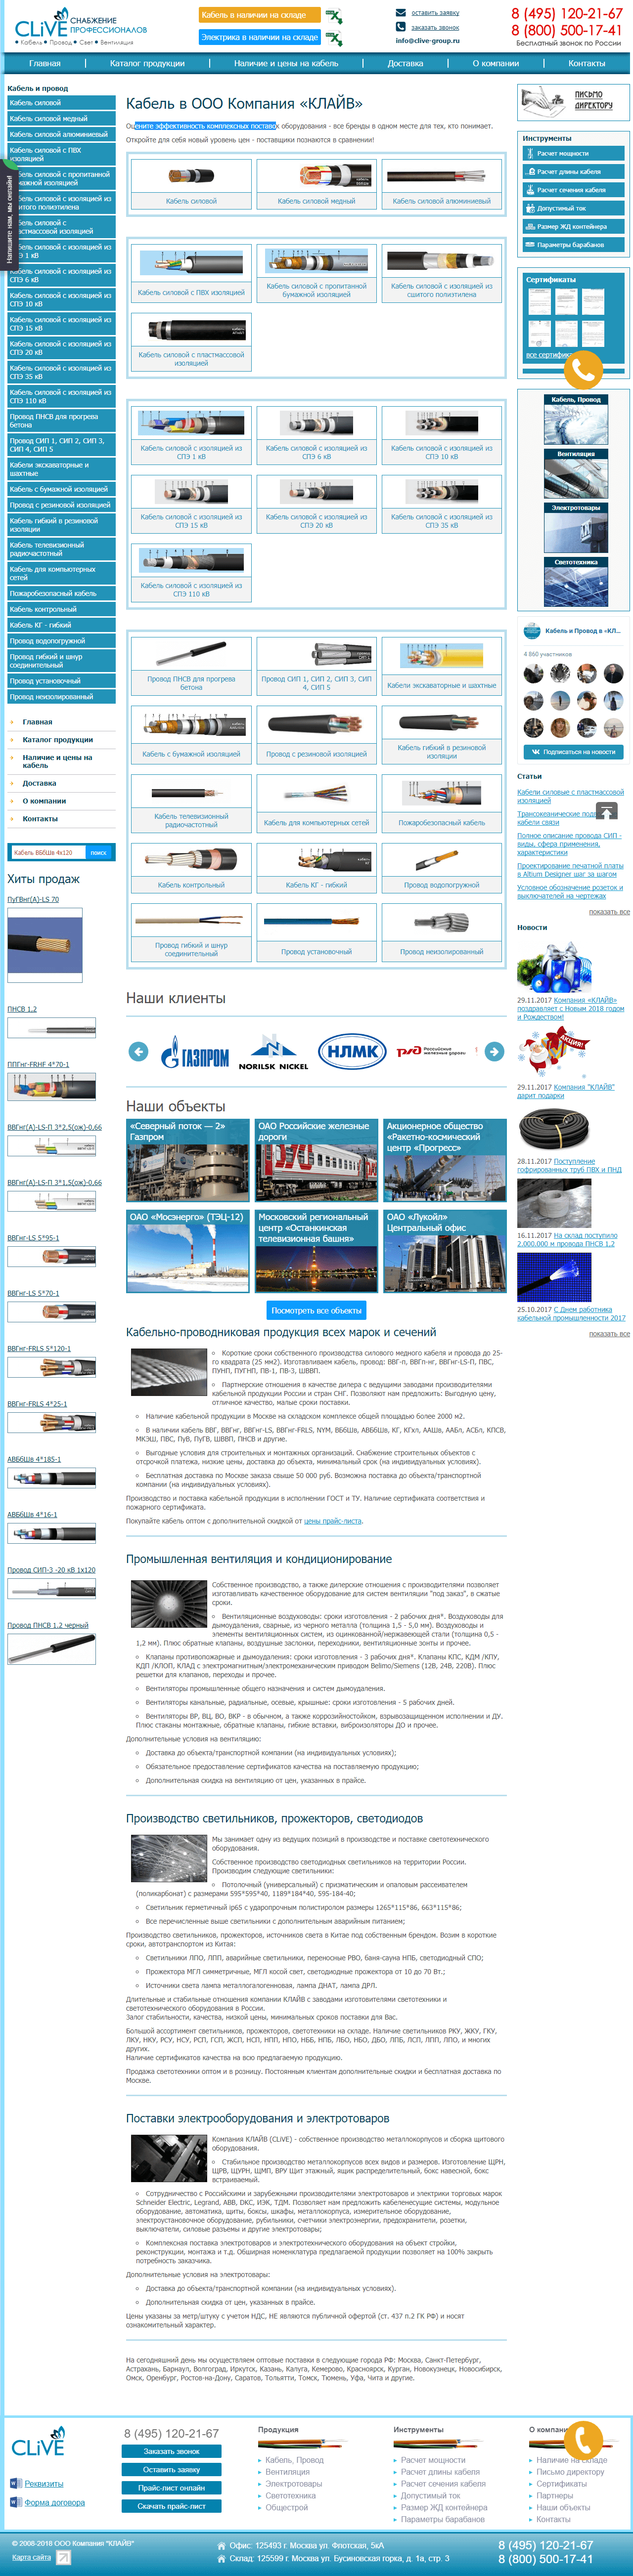 CLiVE
СНАБЖЕНИЕ
ПРОФЕССИОНАЛОВ
• Кабель • Провод • Свет • Вентиляция
Кабель в наличии на складе
Электрика в наличии на складе
оставить заявку
заказать звонок
info@clive-group.ru
8 (495) 120-21-67
8 (800) 500-17-41
Бесплатный звонок по России
Главная
Каталог продукции
Наличие и цены на кабель
Доставка
О компании
Контакты
Кабель и провод
Кабель силовой
Кабель силовой медный
Кабель силовой алюминиевый
Кабель силовой с ПВХ
изоляцией
Кабель силовой с пропитанной
бумажной изоляцией
Кабель силовой с изоляцией из
сшитого полиэтилена
Кабель силовой с
пластмассовой изоляцией
Кабель силовой с изоляцией из
СПЭ 1 кВ
Кабель силовой с изоляцией из
СПЭ 6 кВ
Кабель силовой с изоляцией из
СПЭ 10 кВ
Кабель силовой с изоляцией из
СПЭ 15 кВ
Кабель силовой с изоляцией из
СПЭ 20 кВ
Кабель силовой с изоляцией из
СПЭ 35 кВ
Кабель силовой с изоляцией из
СПЭ 110 кВ
Провод ПНСВ для прогрева
бетона
Провод СИП 1, СИП 2, СИП 3,
СИП 4, СИП 5
Кабели экскаваторные и
шахтные
Кабель с бумажной изоляцией
Провод с резиновой изоляцией
Кабель гибкий в резиновой
изоляции
Кабель телевизионный
радиочастотный
Кабель для компьютерных
сетей
Пожаробезопасный кабель
Кабель контрольный
Кабель КГ - гибкий
Провод водопогружной
Провод гибкий и шнур
соединительный
Провод установочный
Провод неизолированный
Напишите нам, мы онлайн!
Главная
Каталог продукции
Наличие и цены на
кабель
Доставка
О компании
Контакты
Кабель ВБбШв 4х120
поиск
Хиты продаж
ПуГВнг(А)-LS 70
ПНСВ 1,2
ППГнг-FRHF 4*70-1
ВВГнг(А)-LS-П 3*2,5(ож)-0,66
ВВГнг(А)-LS-П 3*1,5(ож)-0,66
ВВГнг-LS 5*95-1
ВВГнг-LS 5*70-1
ВВГнг-FRLS 5*120-1
ВВГнг-FRLS 4*25-1
АВБбШв 4*185-1
АВБбШв 4*16-1
Провод СИП-3 -20 кВ 1х120
Провод ПНСВ 1.2 черный
Кабель в ООО Компания «КЛАЙВ»
Оцените эффективность комплексных поставок оборудования - все бренды в одном месте для тех, кто понимает.
Откройте для себя новый уровень цен - поставщики познаются в сравнении!
Кабель силовой
Кабель силовой медный
Кабель силовой алюминиевый
Кабель силовой с ПВХ изоляцией
Кабель силовой с пропитанной
бумажной изоляцией
Кабель силовой с изоляцией из
сшитого полиэтилена
Кабель силовой с пластмассовой
изоляцией
Кабель силовой с изоляцией из
СПЭ 1 кВ
Кабель силовой с изоляцией из
СПЭ 6 кВ
Кабель силовой с изоляцией из
СПЭ 10 кВ
Кабель силовой с изоляцией из
СПЭ 15 кВ
Кабель силовой с изоляцией из
СПЭ 20 кВ
Кабель силовой с изоляцией из
СПЭ 35 кВ
Кабель силовой с изоляцией из
СПЭ 110 кВ
Провод ПНСВ для прогрева
бетона
Провод СИП 1, СИП 2, СИП 3, СИП
4, СИП 5
Кабели экскаваторные и шахтные
Кабель с бумажной изоляцией
Провод с резиновой изоляцией
Кабель гибкий в резиновой
изоляции
Кабель телевизионный
радиочастотный
Кабель для компьютерных сетей
Пожаробезопасный кабель
Кабель контрольный
Кабель КГ - гибкий
Провод водопогружной
Провод гибкий и шнур
соединительный
Провод установочный
Провод неизолированный
Наши клиенты
ГАЗПРОМ
NORILSK NICKEL
НЛМК
РЖД Российские железные дороги
Наши объекты
«Северный поток — 2»
Газпром
ОАО Российские железные
дороги
Акционерное общество
«Ракетно-космический
центр «Прогресс»
ОАО «Мосэнерго» (ТЭЦ-12)
Московский региональный
центр «Останкинская
телевизионная башня»
ОАО «Лукойл»
Центральный офис
Посмотреть все объекты
Кабельно-проводниковая продукция всех марок и сечений
Короткие сроки собственного производства силового медного кабеля и провода до 25-
го квадрата (25 мм2). Изготавливаем кабель, провод: ВВГ-п, ВВГп-нг, ВВГнг-LS-П, ПВС,
ПУНП, ПУГНП, ПВ-1, ПВ-3, ШВВП.
Партнерские отношения в качестве дилера с ведущими заводами производителями
кабельной продукции России и стран СНГ. Позволяют нам предложить: Выгодную цену,
отличное качество, малые сроки поставки.
Наличие кабельной продукции в Москве на складском комплексе общей площадью более 2000 м2.
В наличии кабель ВВГ, ВВГнг, ВВГнг-LS, ВВГнг-FRLS, NYM, ВБбШв, АВБбШв, КГ, КГхл, ААШв, ААБл, АСБл, КПСВ,
МКЭШ, ПВС, ПуВ, ПуГВ, ШВВП, ПНСВ и другие.
Выгодные условия для строительных и монтажных организаций. Снабжение строительных объектов с
отсрочкой платежа, низкие цены, доставка до объекта, минимальный срок (на индивидуальных условиях).
Бесплатная доставка по Москве заказа свыше 50 000 руб. Возможна поставка до объекта/транспортной
компании (на индивидуальных условиях).
Производство и поставка кабельной продукции в исполнении ГОСТ и ТУ. Наличие сертификата соответствия и
пожарного сертификата.
Покупайте кабель оптом с дополнительной скидкой от цены прайс-листа.
Промышленная вентиляция и кондиционирование
Собственное производство, а также дилерские отношения с производителями позволяет
изготавливать качественное оборудование для систем вентиляции "под заказ", в сжатые
сроки.
Вентиляционные воздуховоды: сроки изготовления - 2 рабочих дня*. Воздуховоды для
дымоудаления, сварные, из черного металла (толщина 1,5 - 5,0 мм). Воздуховоды и
элементы вентиляционных систем, из оцинкованной/нержавеющей стали (толщина 0,5 -
1,2 мм). Плюс обратные клапаны, воздушные заслонки, переходники, вентиляционные зонты и прочее.
Клапаны противопожарные и дымоудаления: сроки изготовления - 3 рабочих дня*. Клапаны КПС, КДМ /КПУ,
КДП /КЛОП, КЛАД с электромагнитным/электромеханическим приводом Belimo/Siemens (12В, 24В, 220В). Плюс
решетки для клапанов, переходы и прочее.
Вентиляторы промышленные общего назначения и систем дымоудаления.
Вентиляторы канальные, радиальные, осевые, крышные: сроки изготовления - 5 рабочих дней.
Вентиляторы ВР, ВЦ, ВО, ВКР - в обычном, а также коррозийностойком, взрывозащищенном исполнении и ДУ.
Плюс стаканы монтажные, обратные клапаны, гибкие вставки, виброизоляторы ДО и прочее.
Дополнительные условия на вентиляцию:
Доставка до объекта/транспортной компании (на индивидуальных условиях);
Обязательное предоставление сертификатов качества на поставляемую продукцию;
Дополнительная скидка на вентиляцию от цен, указанных в прайсе.
Производство светильников, прожекторов, светодиодов
Мы занимает одну из ведущих позиций в производстве и поставке светотехнического
оборудования.
Собственное производство светодиодных светильников на территории России.
Производим следующие светильники:
Потолочный (универсальный) с призматическим и опаловым рассеивателем
(поликарбонат) с размерами 595*595*40, 1189*184*40, 595-184-40;
Светильник герметичный ip65 с ударопрочным полистиролом размеры 1265*115*86, 663*115*86;
Все перечисленные выше светильники с дополнительным аварийным питанием;
Производство светильников, прожекторов, источников света в Китае под собственным брендом. Возим в короткие
сроки, автотранспортом из Китая:
Светильники ЛПО, ЛПП, аварийные светильники, переносные РВО, баня-сауна НПБ, светодиодный СПО;
Прожектора МГЛ симметричные, МГЛ косой свет, светодиодные прожектора от 10 до 70 Вт.;
Источники света лампа металлогалогеннoвая, лампа ДНАТ, лампа ДРЛ.
Длительные и стабильные отношения компании КЛАЙВ с заводами изготовителями светотехники и
светотехнического оборудования в России.
Залог стабильности, качества, низкой цены, минимальных сроков поставки для Вас.
Большой ассортимент светильников, прожекторов, светотехники на складе. Наличие светильников РКУ, ЖКУ, ГКУ,
ЛКУ, НКУ, РСУ, НСУ, РСП, ГСП, ЖСП, НСП, НПП, НПО, НББ, НПБ, ЛБО, НБО, ДБО, ЛПБ, ЛСП, ЛПП, ЛПО, и многих
других.
Наличие сертификатов качества на всю предлагаемую продукцию.
Продажа светотехники оптом и в розницу. Постоянным клиентам дополнительные скидки и бесплатная доставка по
Москве.
Поставки электрооборудования и электротоваров
Компания КЛАЙВ (CLiVE) - собственное производство металлокорпусов и сборка щитового
оборудования.
Стальное производство металлокорпусов всех видов и размеров. Изготовление ЩРН,
ЩРВ, ЩУРН, ЩМП, ВРУ Щит этажный, ящик распределительный, бокс навесной, бокс
встраиваемый.
Сотрудничество с Российскими и зарубежными производителями электротоваров и электрики торговых марок
Schneider Electric, Legrand, ABB, DKC, ИЭК, ТДМ. Позволяет нам предложить кабеленесущие системы, модульное
оборудование, автоматика, щиты, боксы, шкафы, металлокорпуса, измерительное оборудование,
электроустановочное оборудование, рубильники, счетчики электроэнергии, предохранители, розетки,
выключатели, силовые разъемы и другие электротовары;
Комплексная поставка электротоваров и электротехнического оборудования на объект стройки,
реконструкции, монтажа и т.д. Обширная номенклатура предлагаемой продукции позволяет на 100% закрыть
потребность заказчика.
Дополнительные условия на электротовары:
Доставка до объекта/транспортной компании (на индивидуальных условиях).
Дополнительная скидка от цен, указанных в прайсе.
Цены указаны за метр/штуку с учетом НДС, НЕ являются публичной офертой (ст. 437 п.2 ГК РФ) и носят
ознакомительный характер.
На сегодняшний день мы осуществляем оптовые поставки в следующие города РФ: Москва, Санкт-Петербург,
Астрахань, Барнаул, Волгоград, Иркутск, Казань, Калуга, Кемерово, Красноярск, Курган, Новокузнецк, Новосибирск,
Омск, Оренбург, Ростов-на-Дону, Саратов, Тольятти, Томск, Тюмень, Уфа, Чита и другие.
ПИСЬМО
ДИРЕКТОРУ
Инструменты
Расчет мощности
Расчет длины кабеля
Расчет сечения кабеля
Допустимый ток
Размер ЖД контейнера
Параметры барабанов
Сертификаты
все сертифик
Кабель, Провод
Вентиляция
Электротовары
Светотехника
Кабель и Провод в «КЛ...
4 860 участников
Подписаться на новости
Статьи
Кабели силовые с пластмассовой
изоляцией
Трансокеанические подв
кабели связи
Полное описание провода СИП -
виды, сфера применения,
характеристики
Проектирование печатной платы
в Altium Designer шаг за шагом
Условное обозначение розеток и
выключателей на чертежах
показать все
Новости
29.11.2017 Компания «КЛАЙВ»
поздравляет с Новым 2018 годом
и Рождеством!
АКЦИЯ!
29.11.2017 Компания "КЛАЙВ"
дарит подарки
28.11.2017 Поступление
гофрированных труб ПВХ и ПНД
16.11.2017 На склад поступило
2.000.000 м провода ПНСВ 1,2
25.10.2017 С Днем работника
кабельной промышленности 2017
показать все
CLiVE
Реквизиты
Форма договора
8 (495) 120-21-67
Заказать звонок
Оставить заявку
Прайс-лист онлайн
Скачать прайс-лист
Продукция
Кабель, Провод
Вентиляция
Электротовары
Светотехника
Общестрой
Инструменты
Расчет мощности
Расчет длины кабеля
Расчет сечения кабеля
Допустимый ток
Размер ЖД контейнера
Параметры барабанов
О компани
Наличие на складе
Письмо директору
Сертификаты
Партнеры
Наши объекты
Контакты
© 2008-2018 ООО Компания "КЛАЙВ"
Карта сайта
Офис: 125493 г. Москва ул. Флотская, 5кА
Склад: 125599 г. Москва ул. Бусиновская горка, д. 1а, стр. 3
8 (495) 120-21-67
8 (800) 500-17-41